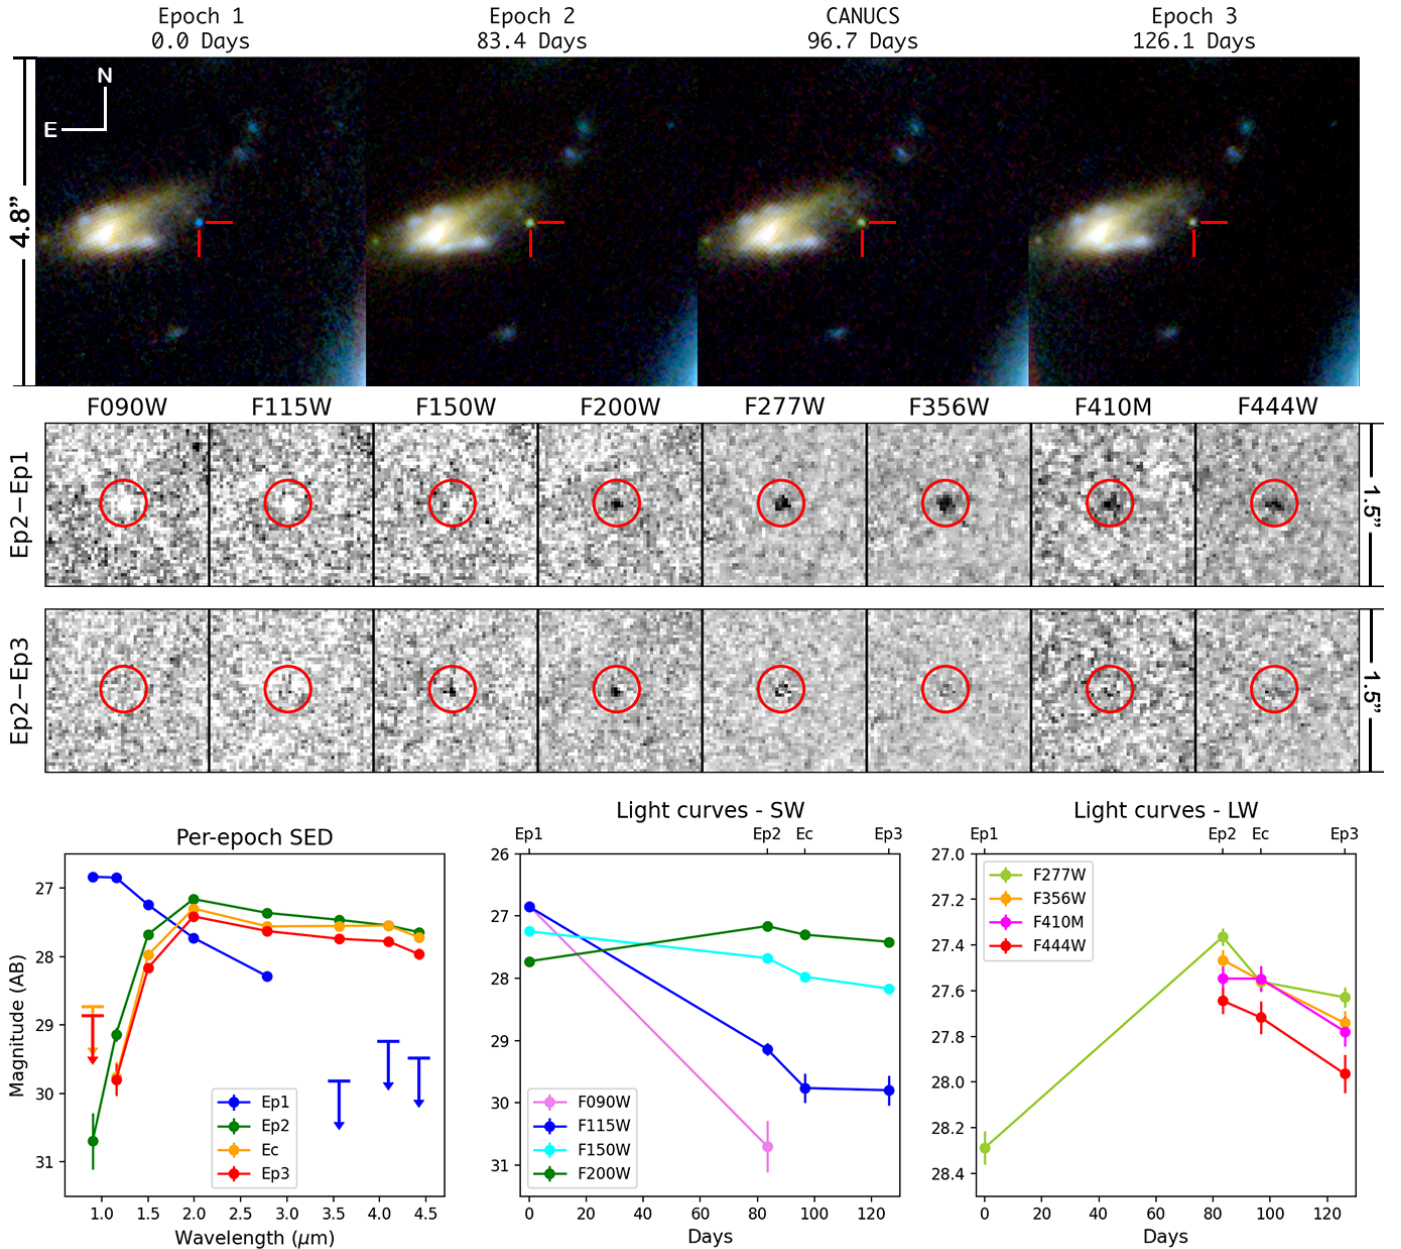 Epoch 1 Epoch 2 CANUCS Epoch 3
0.0 Days 83.4 Days 96.7 Days 126.1 Days
N
E
4.8”
F090W F115W F150W F200W F277W F356W F410M F444W
Ep2−Ep1
1.5”
Ep2−Ep3
1.5”
Per-epoch SED
Magnitude (AB)
27
28
29
30
31
Ep1
Ep2
Ec
Ep3
1.0 1.5 2.0 2.5 3.0 3.5 4.0 4.5
Wavelength (μm)
Light curves - SW
Ep1 Ep2 Ec Ep3
26
27
28
29
30
31
F090W
F115W
F150W
F200W
0 20 40 60 80 100 120
Days
Light curves - LW
Ep1 Ep2 Ec Ep3
27.0
27.2
27.4
27.6
27.8
28.0
28.2
28.4
F277W
F356W
F410M
F444W
0 20 40 60 80 100 120
Days